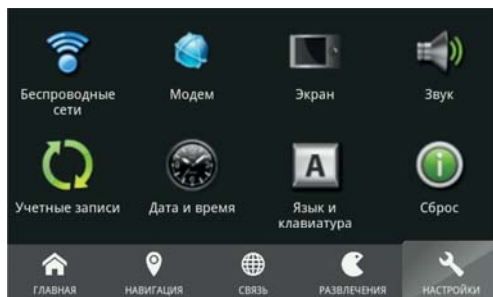 Беспроводные
сети
Модем
Экран
Звук
Учетные записи
Дата и время
A
Язык и
клавиатура
Сброс
ГЛАВНАЯ
НАВИГАЦИЯ
СВЯЗЬ
РАЗВЛЕЧЕНИЯ
НАСТРОЙКИ